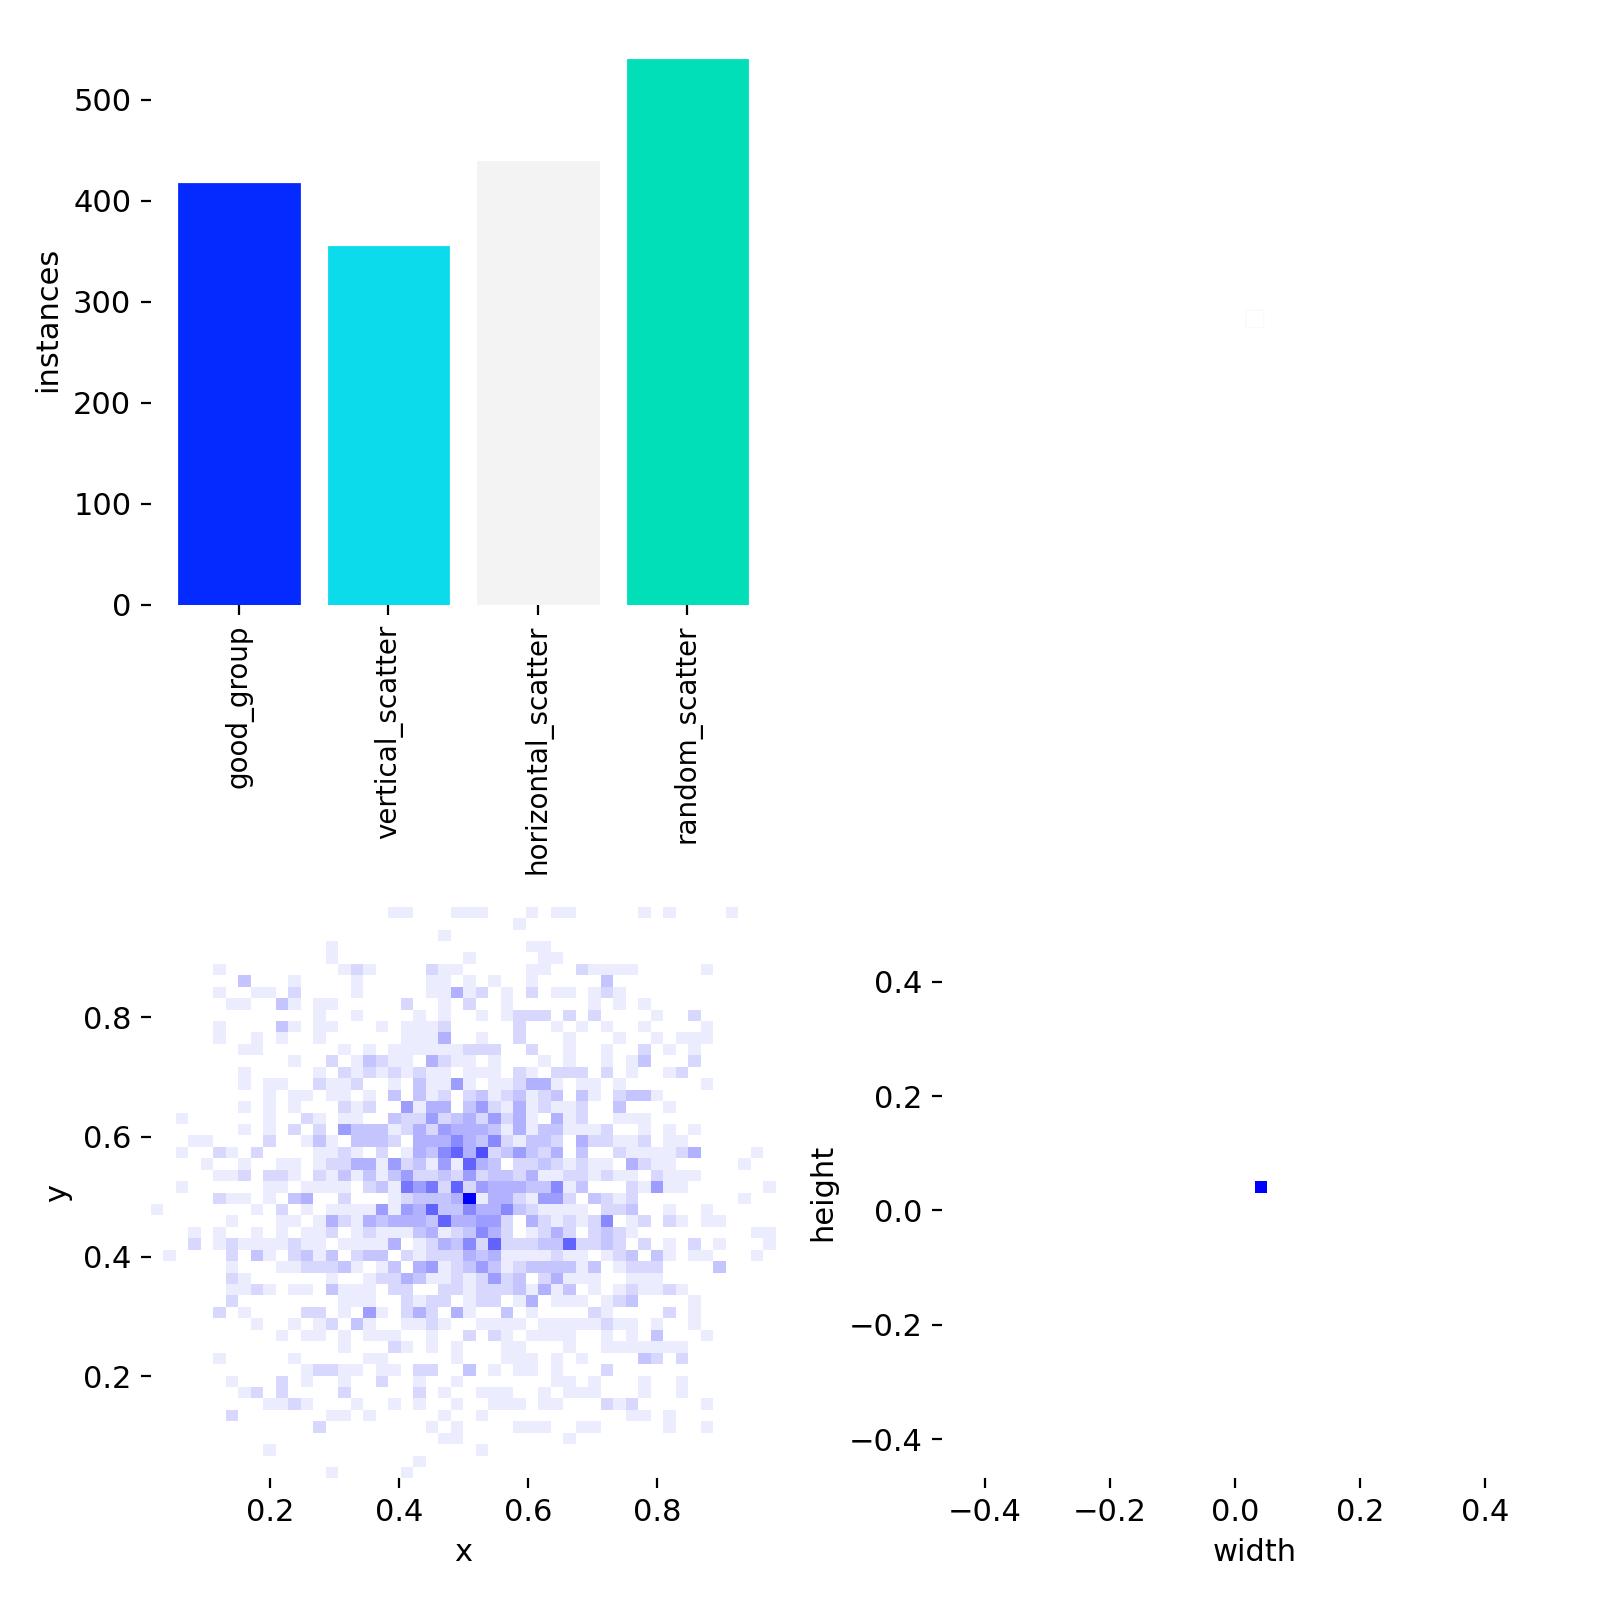 instances
500
400
300
200
100
0
good_group
vertical_scatter
horizontal_scatter
random_scatter
y
0.8
0.6
0.4
0.2
0.2 0.4 0.6 0.8
x
height
0.4
0.2
0.0
−0.2
−0.4
−0.4 −0.2 0.0 0.2 0.4
width